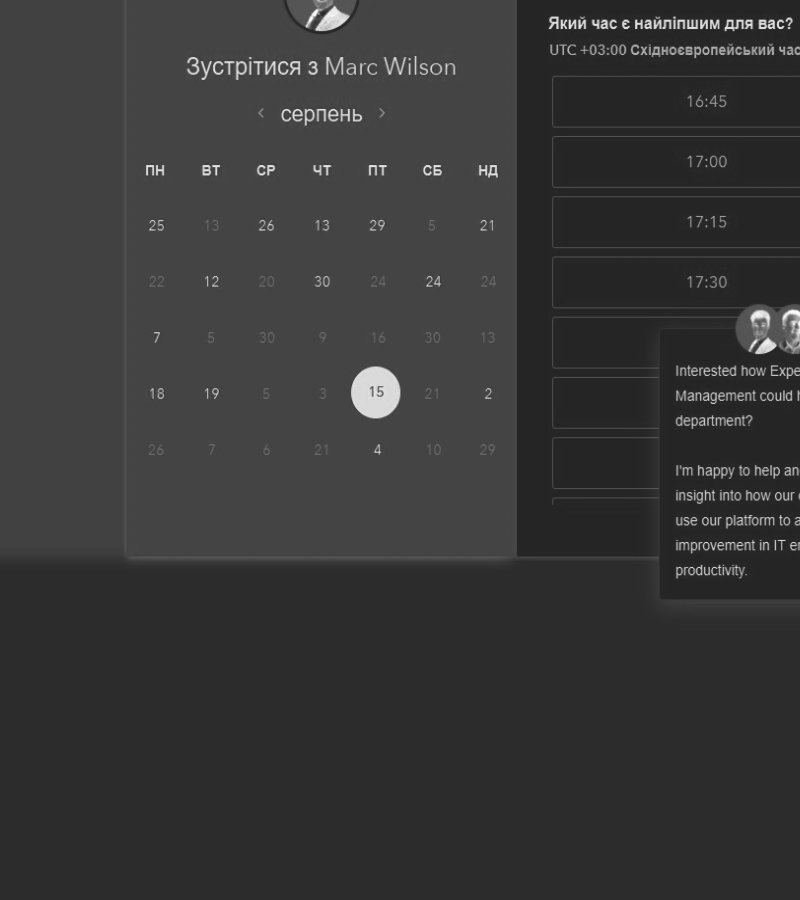 Зустрітися з Marc Wilson
‹ серпень ›
ПН ВТ СР ЧТ ПТ СБ НД
25 13 26 13 29 5 21
22 12 20 30 24 24 24
7 5 30 9 16 30 13
18 19 5 3 15 21 2
26 7 6 21 4 10 29
Який час є найліпшим для вас?
UTC +03:00 Східноєвропейський час
16:45
17:00
17:15
17:30
Interested how Expe
Management could h
department?
I'm happy to help an
insight into how our
use our platform to a
improvement in IT e
productivity.